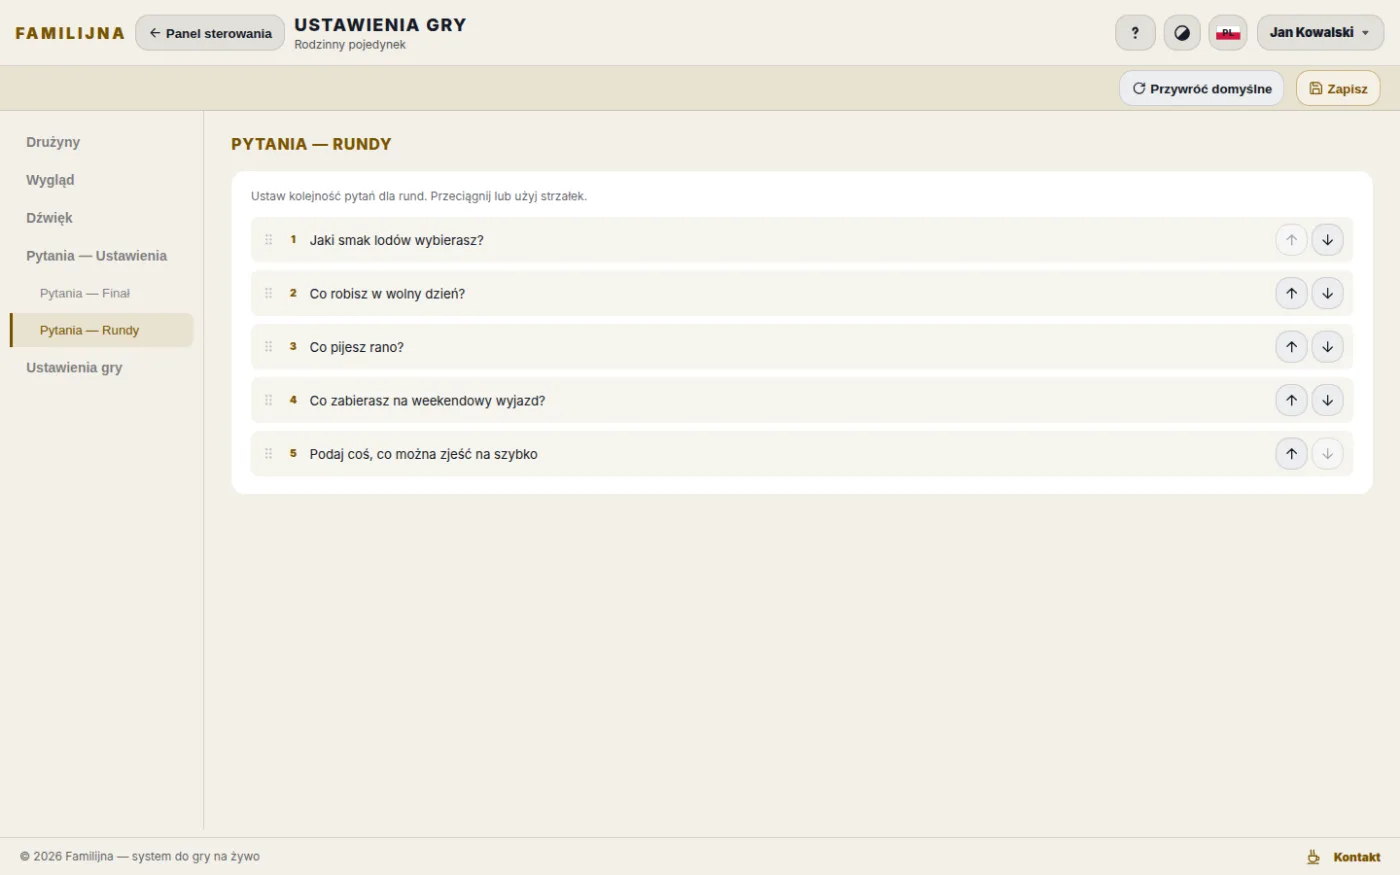 FAMILIJNA
← Panel sterowania
USTAWIENIA GRY
Rodzinny pojedynek
?
PL
Jan Kowalski
Przywróć domyślne
Zapisz
Drużyny
Wygląd
Dźwięk
Pytania — Ustawienia
Pytania — Finał
Pytania — Rundy
Ustawienia gry
PYTANIA — RUNDY
Ustaw kolejność pytań dla rund. Przeciągnij lub użyj strzałek.
1 Jaki smak lodów wybierasz?
2 Co robisz w wolny dzień?
3 Co pijesz rano?
4 Co zabierasz na weekendowy wyjazd?
5 Podaj coś, co można zjeść na szybko
© 2026 Familijna — system do gry na żywo
Kontakt